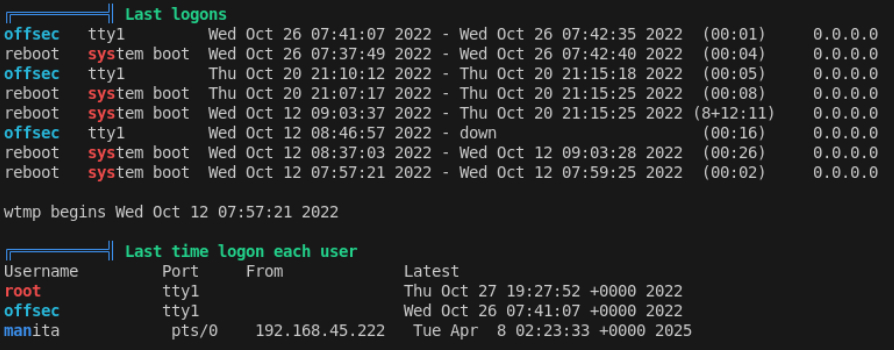 ╔══════════╣ Last logons
offsec   tty1         Wed Oct 26 07:41:07 2022 - Wed Oct 26 07:42:35 2022  (00:01)     0.0.0.0
reboot   system boot  Wed Oct 26 07:37:49 2022 - Wed Oct 26 07:42:40 2022  (00:04)     0.0.0.0
offsec   tty1         Thu Oct 20 21:10:12 2022 - Thu Oct 20 21:15:18 2022  (00:05)     0.0.0.0
reboot   system boot  Thu Oct 20 21:07:17 2022 - Thu Oct 20 21:15:25 2022  (00:08)     0.0.0.0
reboot   system boot  Wed Oct 12 09:03:37 2022 - Thu Oct 20 21:15:25 2022 (8+12:11)    0.0.0.0
offsec   tty1         Wed Oct 12 08:46:57 2022 - down                      (00:16)     0.0.0.0
reboot   system boot  Wed Oct 12 08:37:03 2022 - Wed Oct 12 09:03:28 2022  (00:26)     0.0.0.0
reboot   system boot  Wed Oct 12 07:57:21 2022 - Wed Oct 12 07:59:25 2022  (00:02)     0.0.0.0
wtmp begins Wed Oct 12 07:57:21 2022
╔══════════╣ Last time logon each user
Username         Port     From             Latest
root             tty1                      Thu Oct 27 19:27:52 +0000 2022
offsec           tty1                      Wed Oct 26 07:41:07 +0000 2022
manita            pts/0    192.168.45.222   Tue Apr  8 02:23:33 +0000 2025